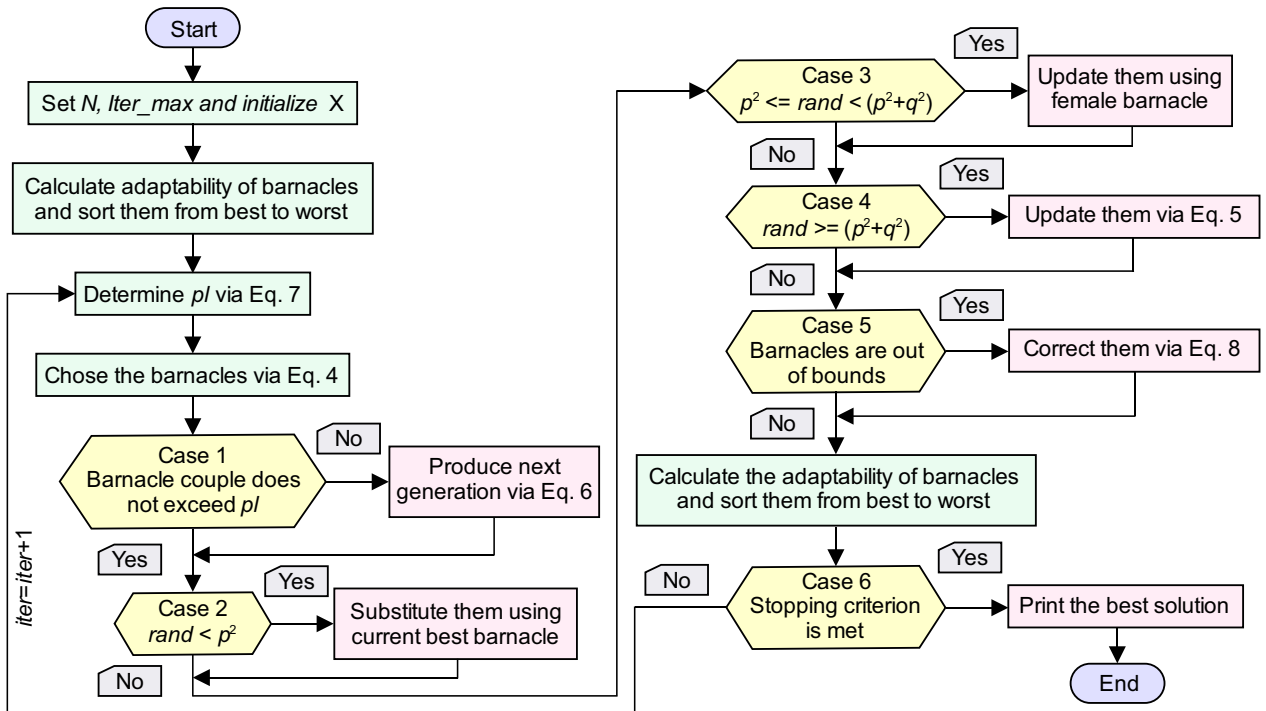 Start
Set N, Iter_max and initialize X
Calculate adaptability of barnacles
and sort them from best to worst
Determine pl via Eq. 7
Chose the barnacles via Eq. 4
Case 1
Barnacle couple does
not exceed pl
No
Produce next
generation via Eq. 6
Yes
Case 2
rand < p²
Yes
Substitute them using
current best barnacle
No
iter=iter+1
Case 3
p² <= rand < (p²+q²)
Yes
Update them using
female barnacle
No
Case 4
rand >= (p²+q²)
Yes
Update them via Eq. 5
No
Case 5
Barnacles are out
of bounds
Yes
Correct them via Eq. 8
No
Calculate the adaptability of barnacles
and sort them from best to worst
No
Case 6
Stopping criterion
is met
Yes
Print the best solution
End